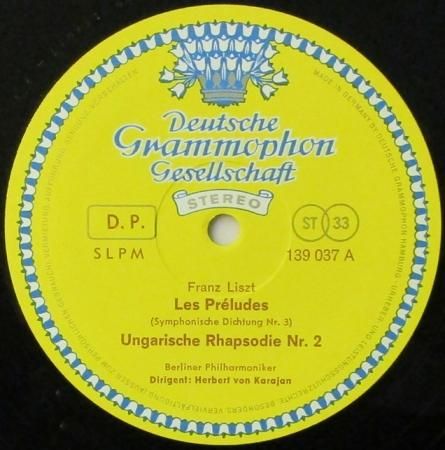 Deutsche
Grammophon
Gesellschaft
STEREO
D. P.
ST 33
SLPM
139 037 A
Franz Liszt
Les Préludes
(Symphonische Dichtung Nr. 3)
Ungarische Rhapsodie Nr. 2
Berliner Philharmoniker
Dirigent: Herbert von Karajan
MADE IN GERMANY BY DEUTSCHE GRAMMOPHON HAMBURG